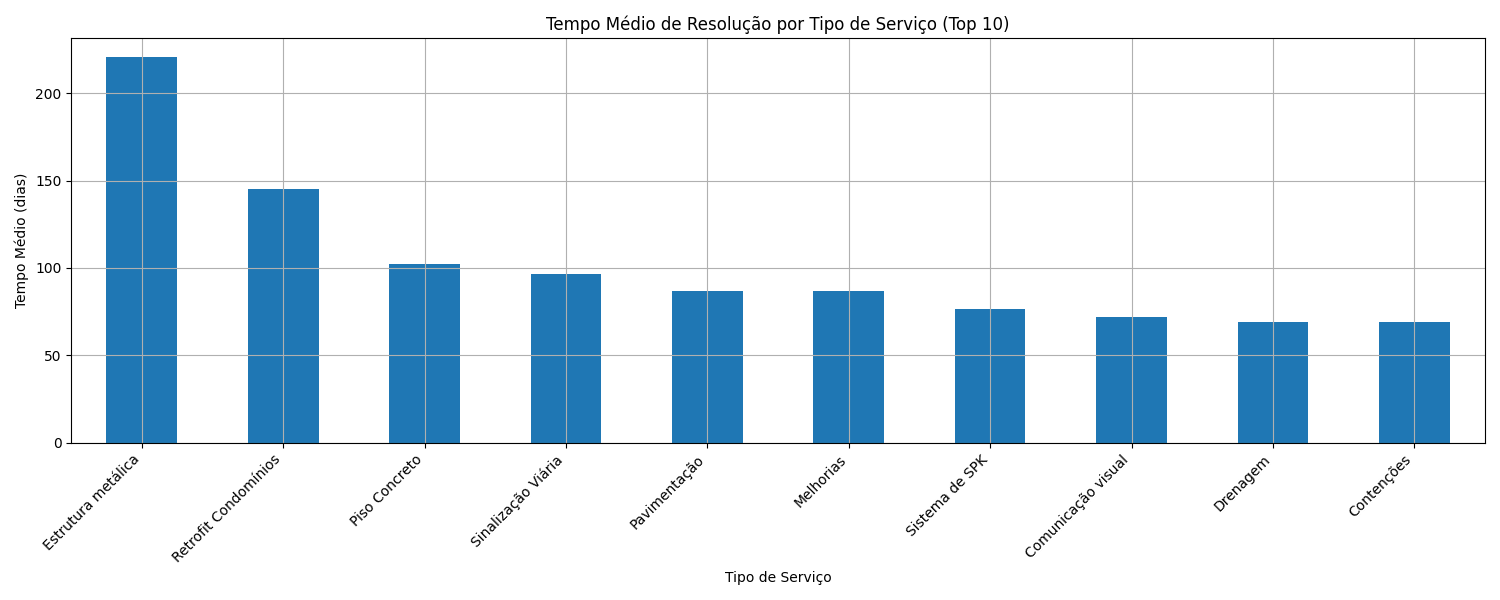 Tempo Médio de Resolução por Tipo de Serviço (Top 10)
Tempo Médio (dias)
200
150
100
50
0
Estrutura metálica
Retrofit Condomínios
Piso Concreto
Sinalização Viária
Pavimentação
Melhorias
Sistema de SPK
Comunicação visual
Drenagem
Contenções
Tipo de Serviço